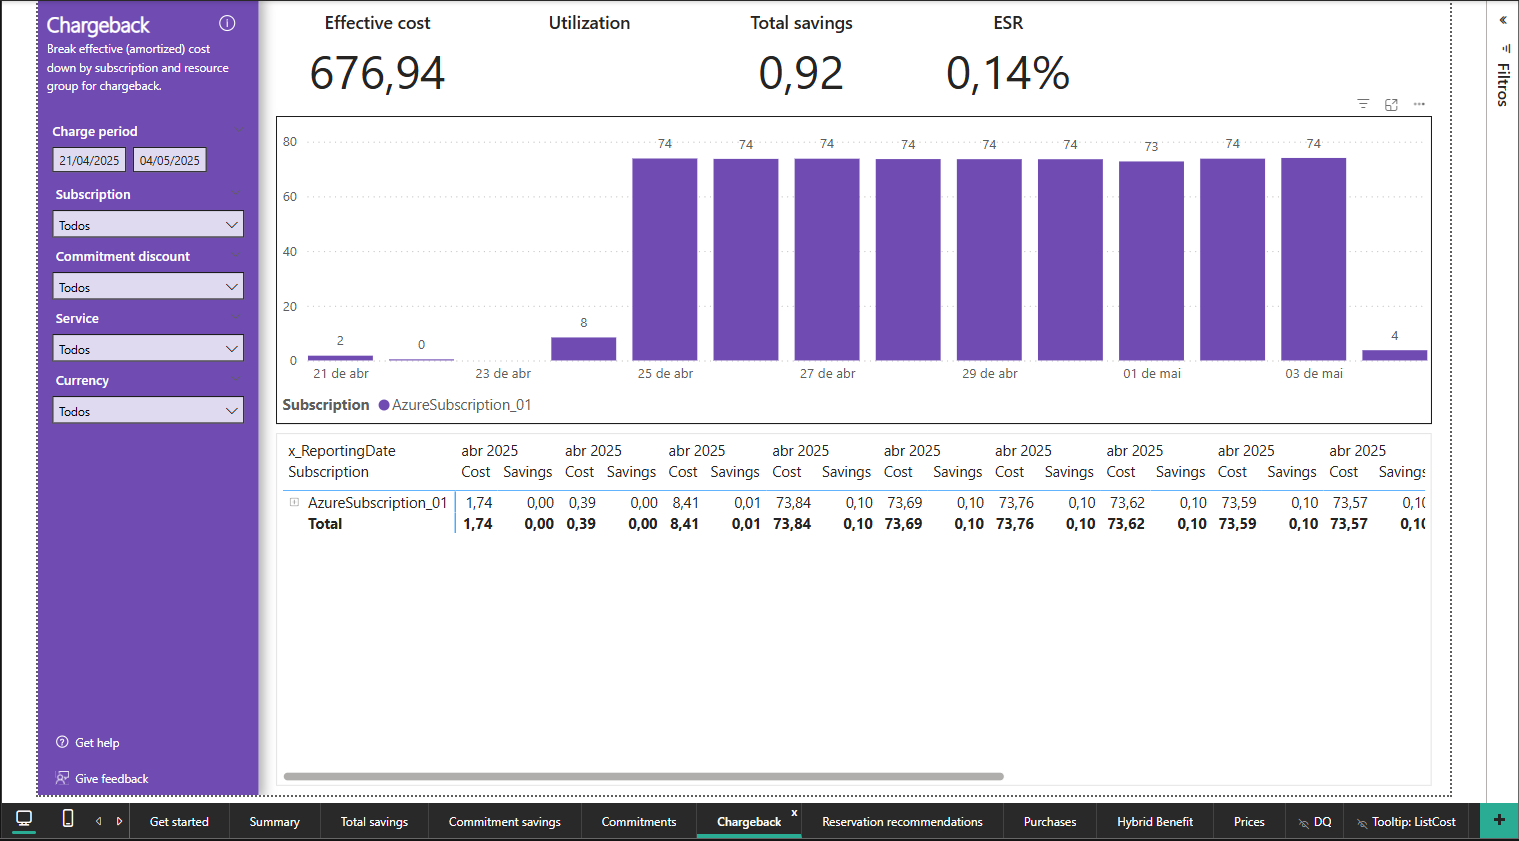 Chargeback
Break effective (amortized) cost
down by subscription and resource
group for chargeback.
Charge period
21/04/2025 04/05/2025
Subscription
Todos
Commitment discount
Todos
Service
Todos
Currency
Todos
Get help
Give feedback
Effective cost Utilization Total savings ESR
676,94 0,92 0,14%
Filtros
80
60
40
20
0
2 0 8 74 74 74 74 74 74 73 74 74 4
21 de abr 23 de abr 25 de abr 27 de abr 29 de abr 01 de mai 03 de mai
Subscription AzureSubscription_01
x_ReportingDate abr 2025 abr 2025 abr 2025 abr 2025 abr 2025 abr 2025 abr 2025 abr 2025 abr 2025
Subscription Cost Savings Cost Savings Cost Savings Cost Savings Cost Savings Cost Savings Cost Savings Cost Savings Cost Savings
AzureSubscription_01 1,74 0,00 0,39 0,00 8,41 0,01 73,84 0,10 73,69 0,10 73,76 0,10 73,62 0,10 73,59 0,10 73,57 0,10
Total 1,74 0,00 0,39 0,00 8,41 0,01 73,84 0,10 73,69 0,10 73,76 0,10 73,62 0,10 73,59 0,10 73,57 0,10
Get started Summary Total savings Commitment savings Commitments Chargeback x Reservation recommendations Purchases Hybrid Benefit Prices DQ Tooltip: ListCost